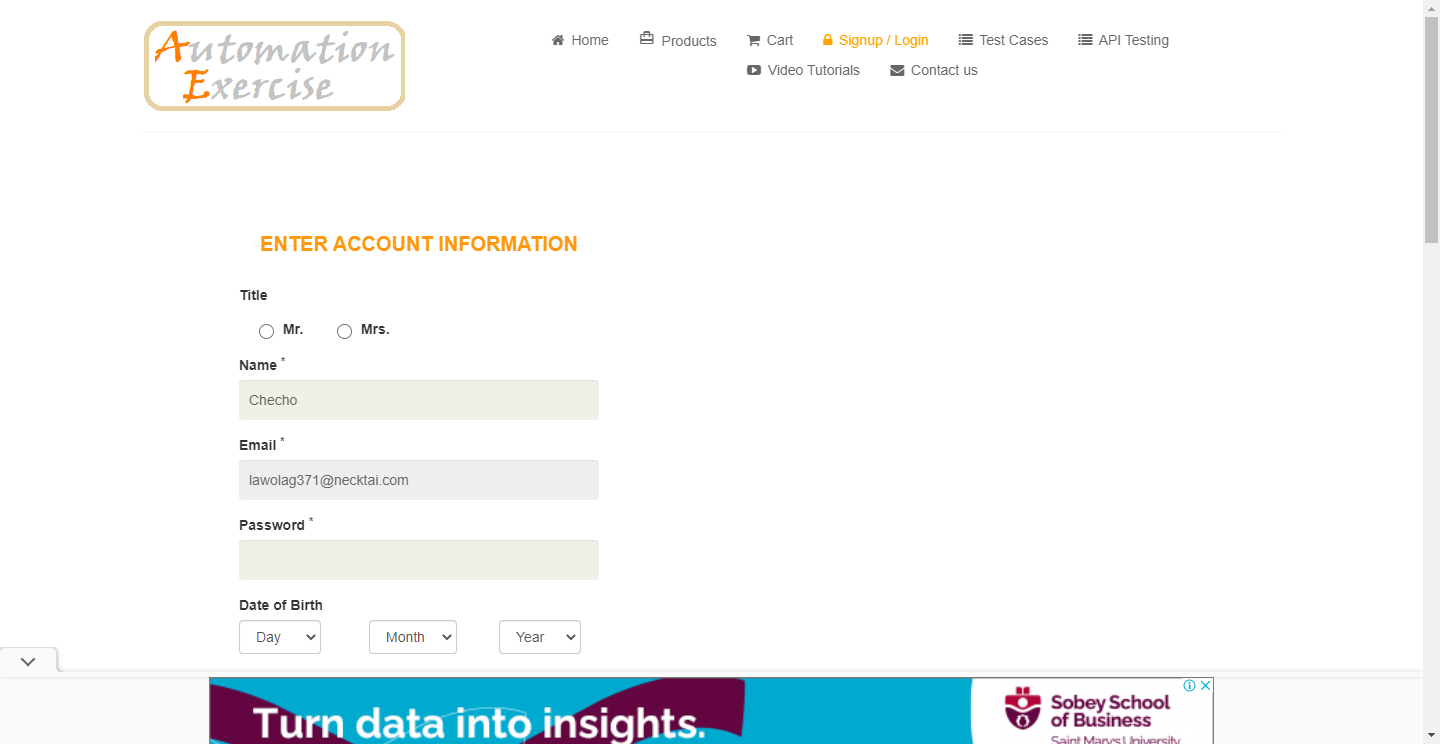 Automation
Exercise
Home
Products
Cart
Signup / Login
Test Cases
API Testing
Video Tutorials
Contact us
ENTER ACCOUNT INFORMATION
Title
Mr.
Mrs.
Name *
Checho
Email *
lawolag371@necktai.com
Password *
Date of Birth
Day
Month
Year
Turn data into insights.
Sobey School
of Business
Saint Marys University